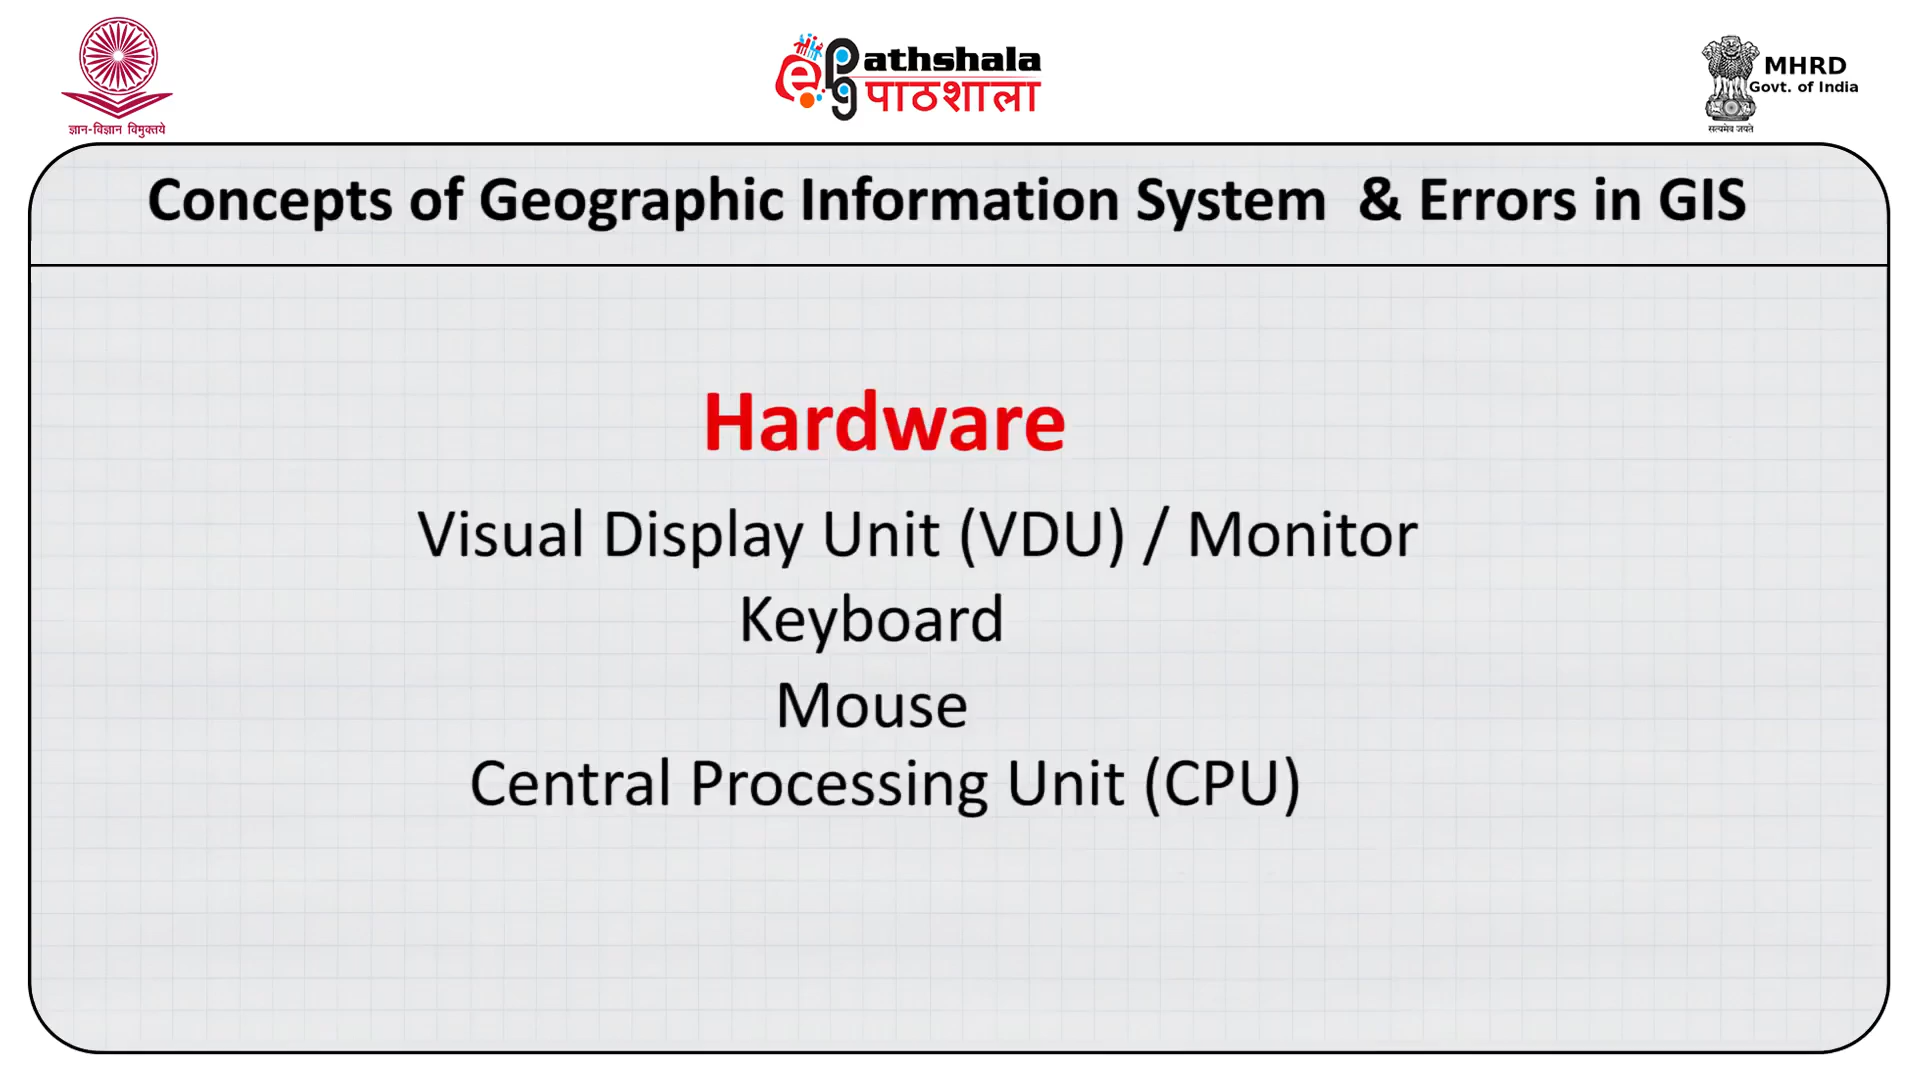 ज्ञान-विज्ञान विमुक्तये
ePathshala
पाठशाला
MHRD
Govt. of India
सत्यमेव जयते
Concepts of Geographic Information System & Errors in GIS
Hardware
Visual Display Unit (VDU) / Monitor
Keyboard
Mouse
Central Processing Unit (CPU)